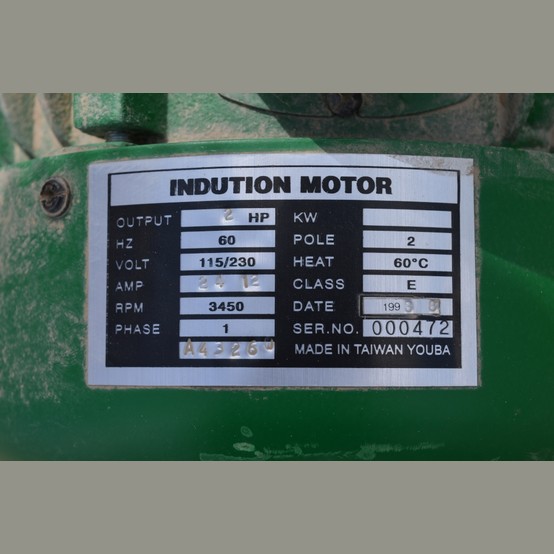 INDUTION MOTOR
OUTPUT 2 HP KW
HZ 60 POLE 2
VOLT 115/230 HEAT 60°C
AMP 24 12 CLASS E
RPM 3450 DATE 199
PHASE 1 SER.NO. 000472
MADE IN TAIWAN YOUBA